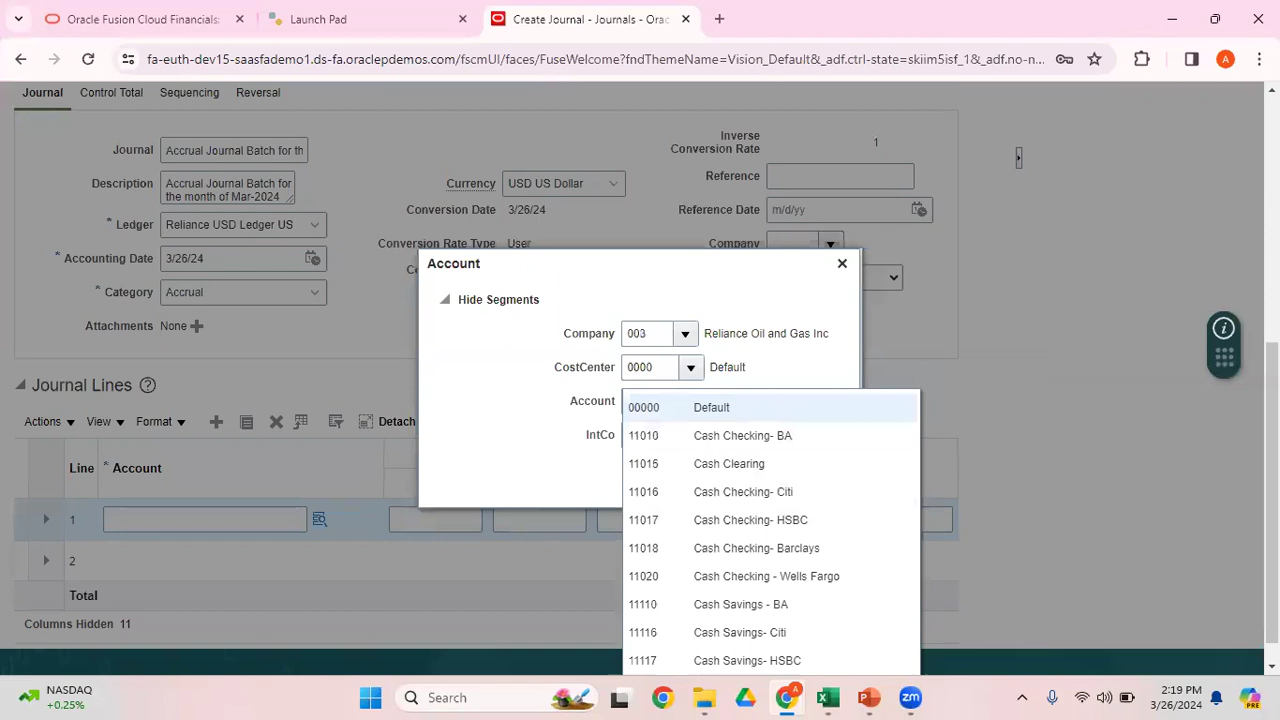 Oracle Fusion Cloud Financials:
Launch Pad
Create Journal - Journals - Orac
fa-euth-dev15-saasfademo1.ds-fa.oraclepdemos.com/fscmUI/faces/FuseWelcome?fndThemeName=Vision_Default&_adf.ctrl-state=skiim5isf_1&_adf.no-n...
A
Journal
Control Total
Sequencing
Reversal
Journal Accrual Journal Batch for th
Description Accrual Journal Batch for
the month of Mar-2024
* Ledger Reliance USD Ledger US
* Accounting Date 3/26/24
* Category Accrual
Attachments None
Currency USD US Dollar
Conversion Date 3/26/24
Conversion Rate Type User
Inverse
Conversion Rate 1
Reference
Reference Date m/d/yy
Company
Account
Hide Segments
Company 003 Reliance Oil and Gas Inc
CostCenter 0000 Default
Account
IntCo
00000 Default
11010 Cash Checking- BA
11015 Cash Clearing
11016 Cash Checking- Citi
11017 Cash Checking- HSBC
11018 Cash Checking- Barclays
11020 Cash Checking - Wells Fargo
11110 Cash Savings - BA
11116 Cash Savings- Citi
11117 Cash Savings- HSBC
Journal Lines
Actions View Format Detach
Line * Account
1
2
Total
Columns Hidden 11
NASDAQ
+0.25%
Search
A
2:19 PM
3/26/2024
PRE